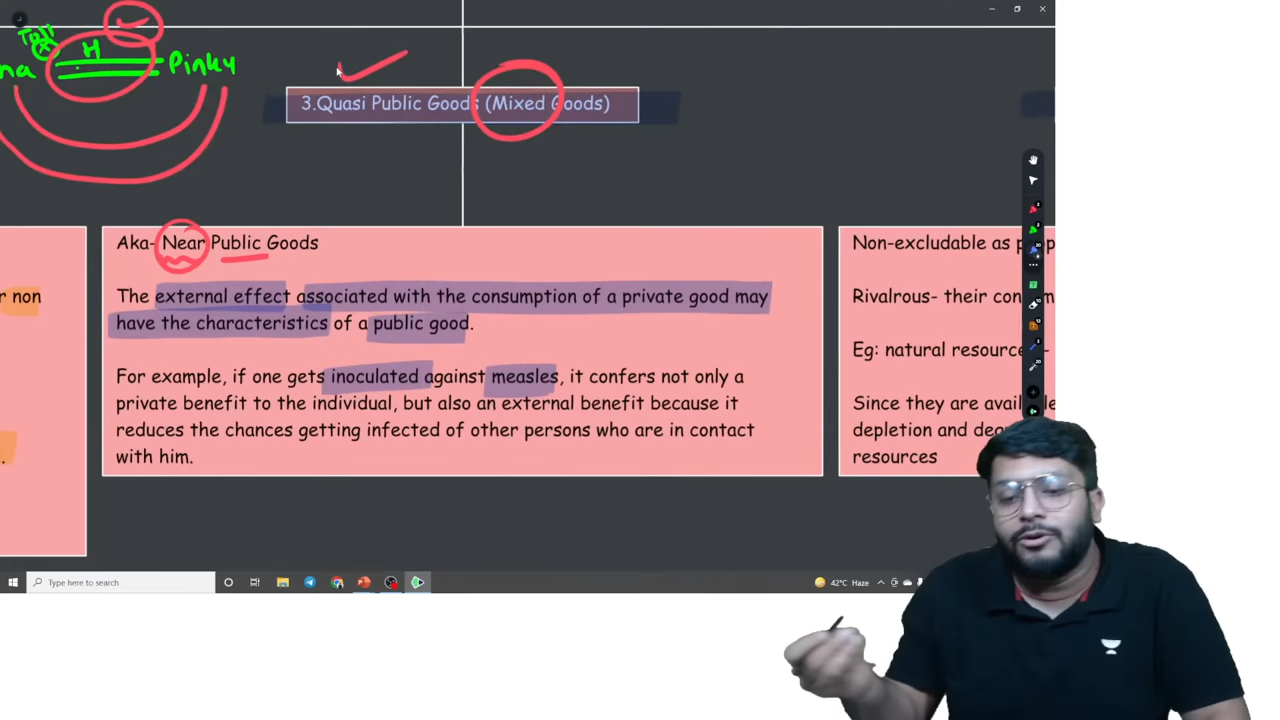 Toll
H
na
Pinky
3.Quasi Public Goods (Mixed Goods)
r non
.
Aka- Near Public Goods
The external effect associated with the consumption of a private good may
have the characteristics of a public good.
For example, if one gets inoculated against measles, it confers not only a
private benefit to the individual, but also an external benefit because it
reduces the chances getting infected of other persons who are in contact
with him.
Non-excludable as
Rivalrous- their
Eg: natural
Since they are
depletion and
resources
Type here to search
42°C Haze